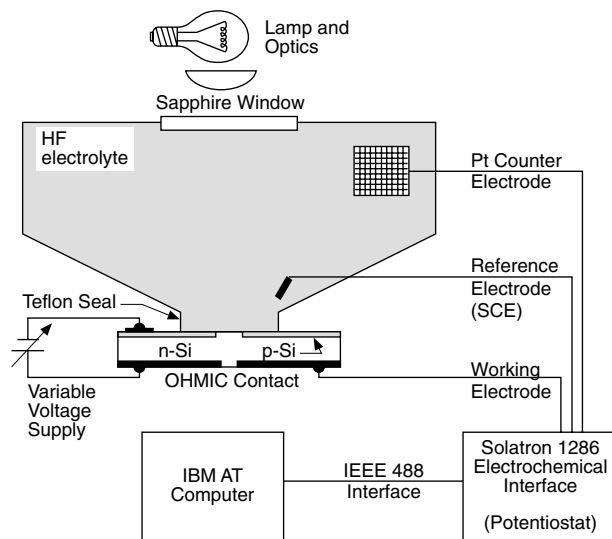 Lamp and
Optics
Sapphire Window
HF
electrolyte
Pt Counter
Electrode
Reference
Electrode
(SCE)
Teflon Seal
n-Si
p-Si
OHMIC Contact
Working
Electrode
Variable
Voltage
Supply
IBM AT
Computer
IEEE 488
Interface
Solatron 1286
Electrochemical
Interface
(Potentiostat)